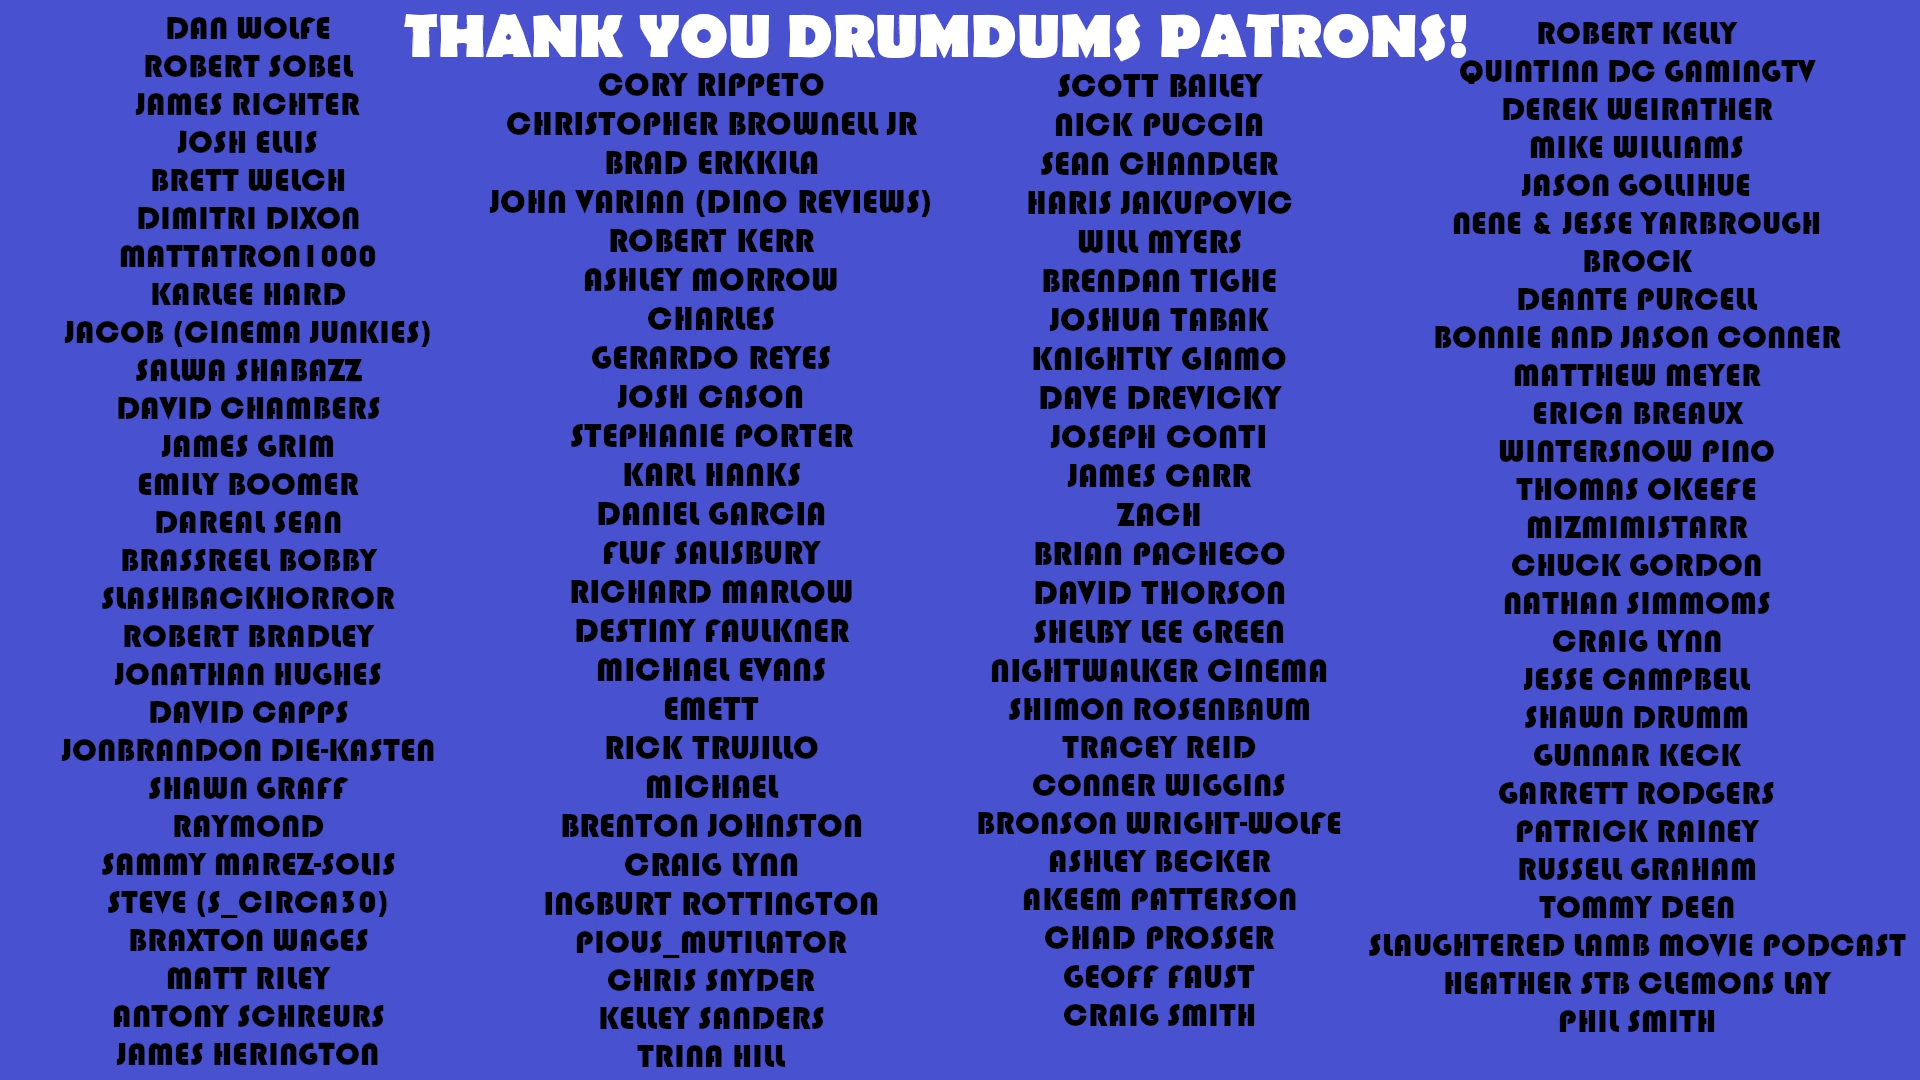 THANK YOU DRUMDUMS PATRONS!
DAN WOLFE
ROBERT SOBEL
JAMES RICHTER
JOSH ELLIS
BRETT WELCH
DIMITRI DIXON
MATTATRON1000
KARLEE HARD
JACOB (CINEMA JUNKIES)
SALWA SHABAZZ
DAVID CHAMBERS
JAMES GRIM
EMILY BOOMER
DAREAL SEAN
BRASSREEL BOBBY
SLASHBACKHORROR
ROBERT BRADLEY
JONATHAN HUGHES
DAVID CAPPS
JONBRANDON DIE-KASTEN
SHAWN GRAFF
RAYMOND
SAMMY MAREZ-SOLIS
STEVE (S_CIRCA30)
BRAXTON WAGES
MATT RILEY
ANTONY SCHREURS
JAMES HERINGTON
CORY RIPPETO
CHRISTOPHER BROWNELL JR
BRAD ERKKILA
JOHN VARIAN (DINO REVIEWS)
ROBERT KERR
ASHLEY MORROW
CHARLES
GERARDO REYES
JOSH CASON
STEPHANIE PORTER
KARL HANKS
DANIEL GARCIA
FLUF SALISBURY
RICHARD MARLOW
DESTINY FAULKNER
MICHAEL EVANS
EMETT
RICK TRUJILLO
MICHAEL
BRENTON JOHNSTON
CRAIG LYNN
INGBURT ROTTINGTON
PIOUS_MUTILATOR
CHRIS SNYDER
KELLEY SANDERS
TRINA HILL
SCOTT BAILEY
NICK PUCCIA
SEAN CHANDLER
HARIS JAKUPOVIC
WILL MYERS
BRENDAN TIGHE
JOSHUA TABAK
KNIGHTLY GIAMO
DAVE DREVICKY
JOSEPH CONTI
JAMES CARR
ZACH
BRIAN PACHECO
DAVID THORSON
SHELBY LEE GREEN
NIGHTWALKER CINEMA
SHIMON ROSENBAUM
TRACEY REID
CONNER WIGGINS
BRONSON WRIGHT-WOLFE
ASHLEY BECKER
AKEEM PATTERSON
CHAD PROSSER
GEOFF FAUST
CRAIG SMITH
ROBERT KELLY
QUINTINN DC GAMINGTV
DEREK WEIRATHER
MIKE WILLIAMS
JASON GOLLIHUE
NENE & JESSE YARBROUGH
BROCK
DEANTE PURCELL
BONNIE AND JASON CONNER
MATTHEW MEYER
ERICA BREAUX
WINTERSNOW PINO
THOMAS OKEEFE
MIZMIMISTARR
CHUCK GORDON
NATHAN SIMMOMS
CRAIG LYNN
JESSE CAMPBELL
SHAWN DRUMM
GUNNAR KECK
GARRETT RODGERS
PATRICK RAINEY
RUSSELL GRAHAM
TOMMY DEEN
SLAUGHTERED LAMB MOVIE PODCAST
HEATHER STB CLEMONS LAY
PHIL SMITH